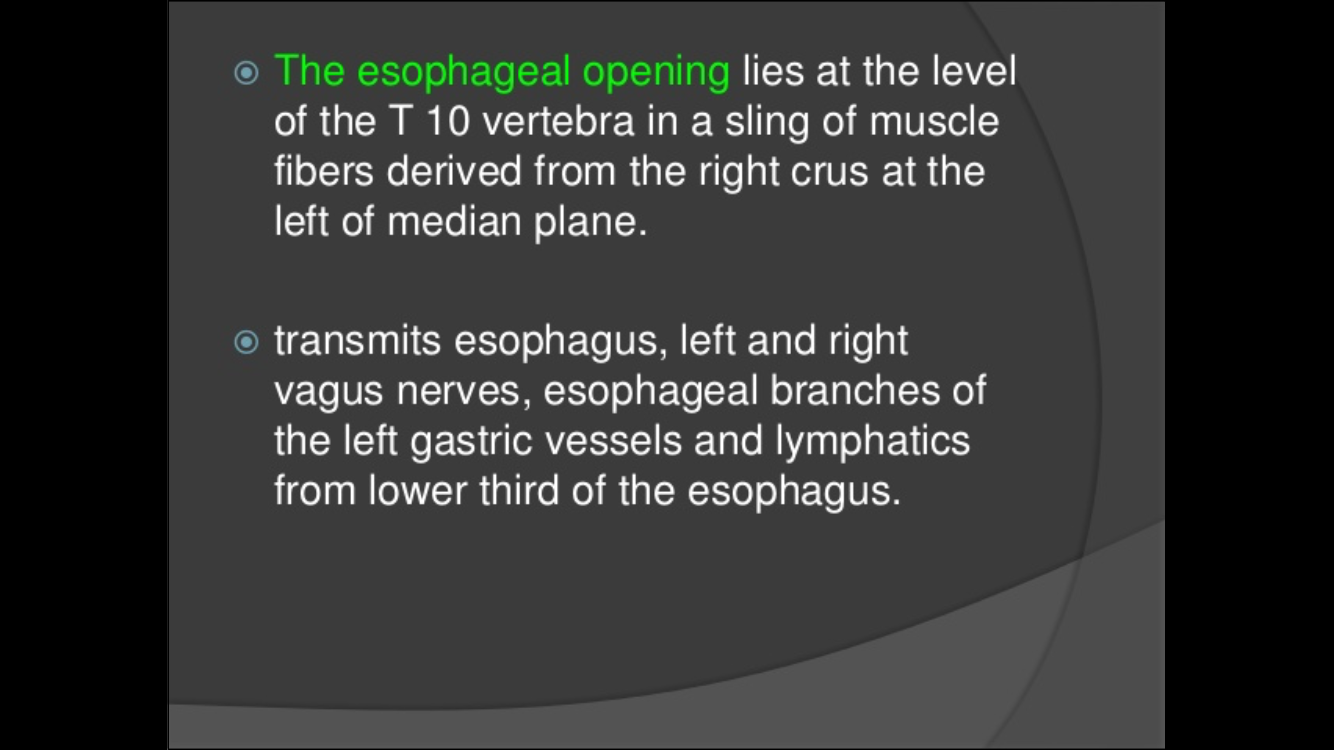 The esophageal opening lies at the level
of the T 10 vertebra in a sling of muscle
fibers derived from the right crus at the
left of median plane.
transmits esophagus, left and right
vagus nerves, esophageal branches of
the left gastric vessels and lymphatics
from lower third of the esophagus.